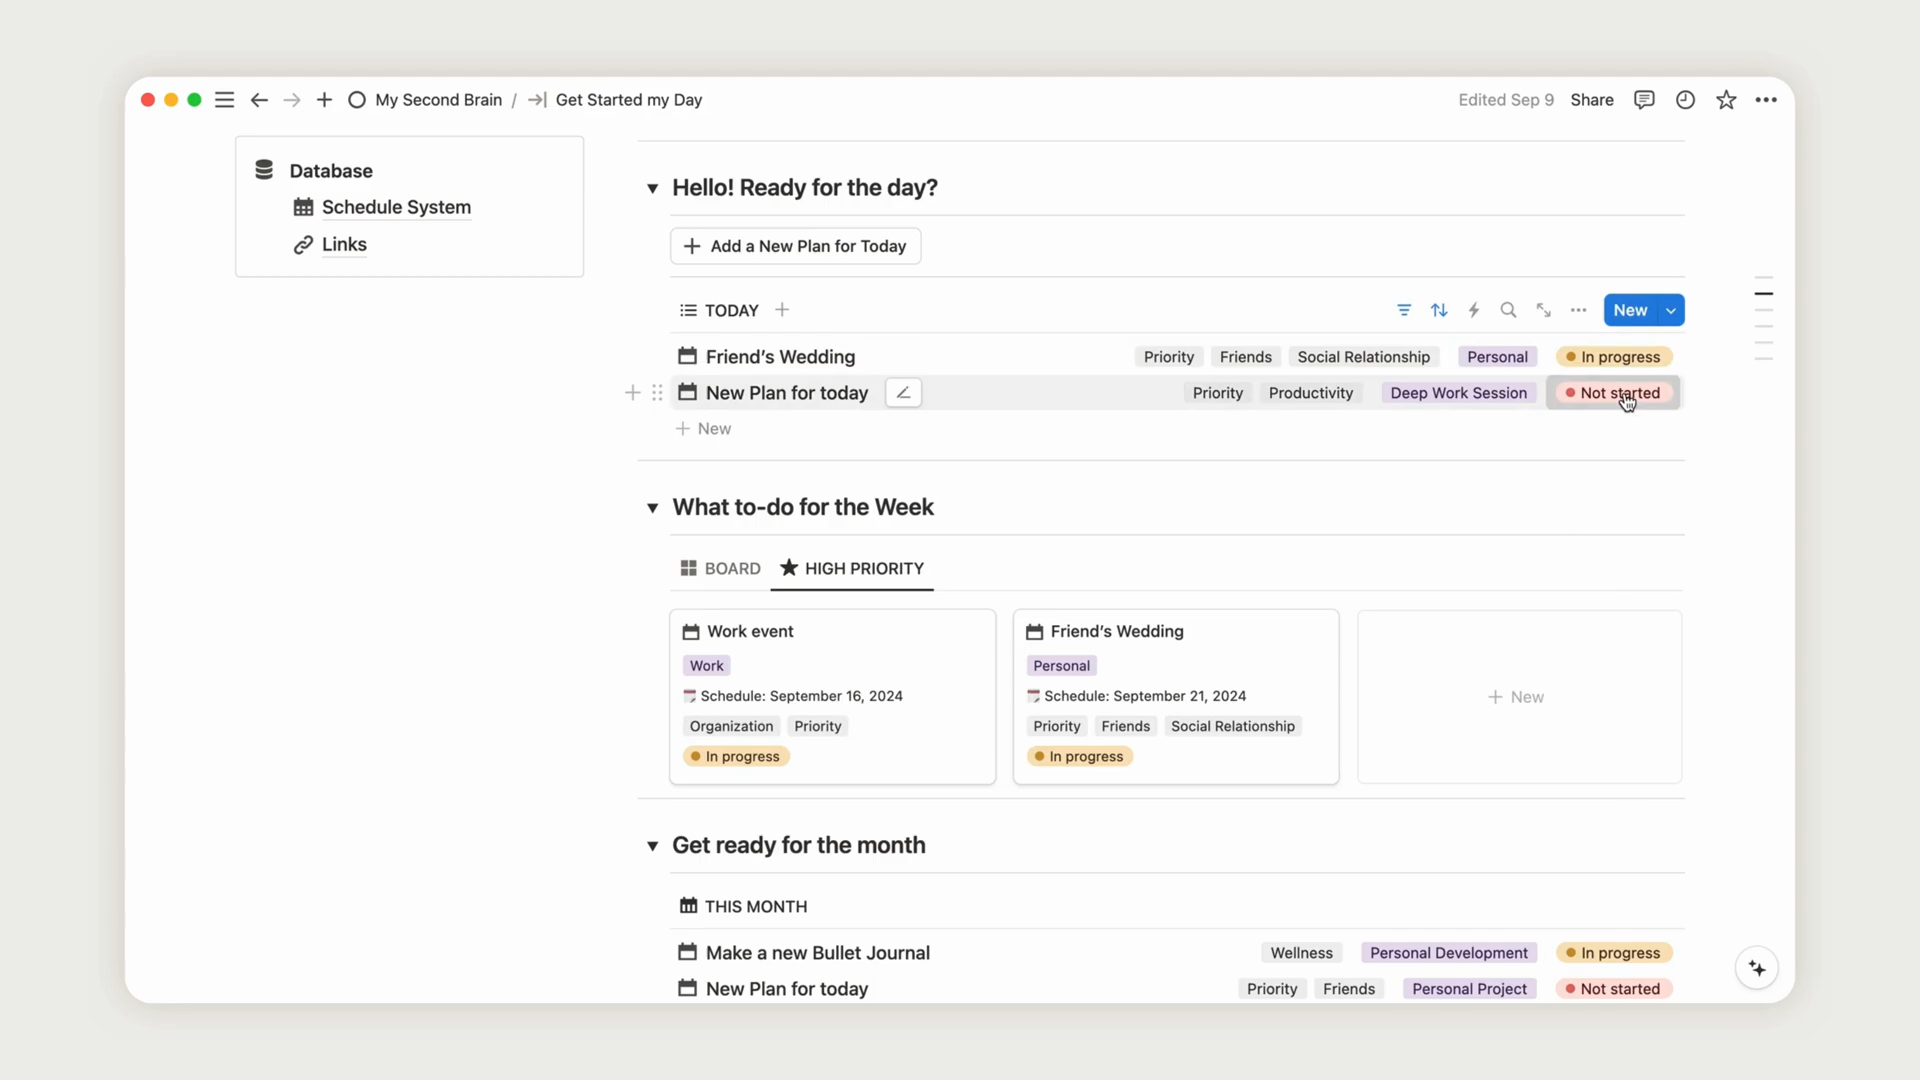 My Second Brain / Get Started my Day Edited Sep 9 Share
Database
Schedule System
Links
Hello! Ready for the day?
Add a New Plan for Today
TODAY New
Friend’s Wedding Priority Friends Social Relationship Personal In progress
New Plan for today Priority Productivity Deep Work Session Not started
New
What to-do for the Week
BOARD HIGH PRIORITY
Work event
Work
Schedule: September 16, 2024
Organization Priority
In progress
Friend’s Wedding
Personal
Schedule: September 21, 2024
Priority Friends Social Relationship
In progress
New
Get ready for the month
THIS MONTH
Make a new Bullet Journal Wellness Personal Development In progress
New Plan for today Priority Friends Personal Project Not started